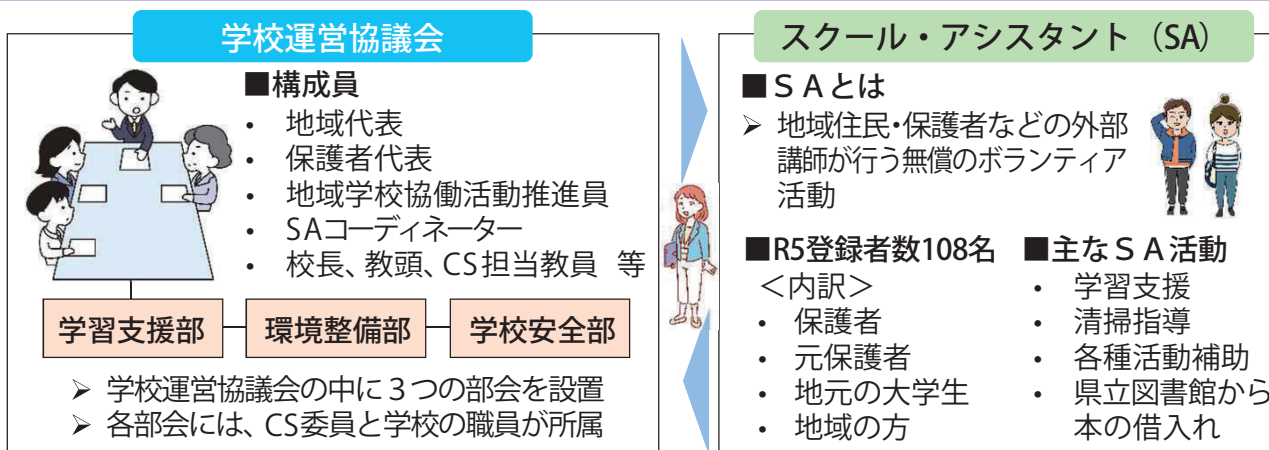 学校運営協議会
■構成員
• 地域代表
• 保護者代表
• 地域学校協働活動推進員
• SAコーディネーター
• 校長、教頭、CS担当教員 等
学習支援部
環境整備部
学校安全部
➢ 学校運営協議会の中に３つの部会を設置
➢ 各部会には、CS委員と学校の職員が所属
スクール・アシスタント（SA）
■ＳＡとは
➢ 地域住民・保護者などの外部
講師が行う無償のボランティア
活動
■R5登録者数108名
＜内訳＞
• 保護者
• 元保護者
• 地元の大学生
• 地域の方
■主なＳＡ活動
• 学習支援
• 清掃指導
• 各種活動補助
• 県立図書館から
本の借入れ